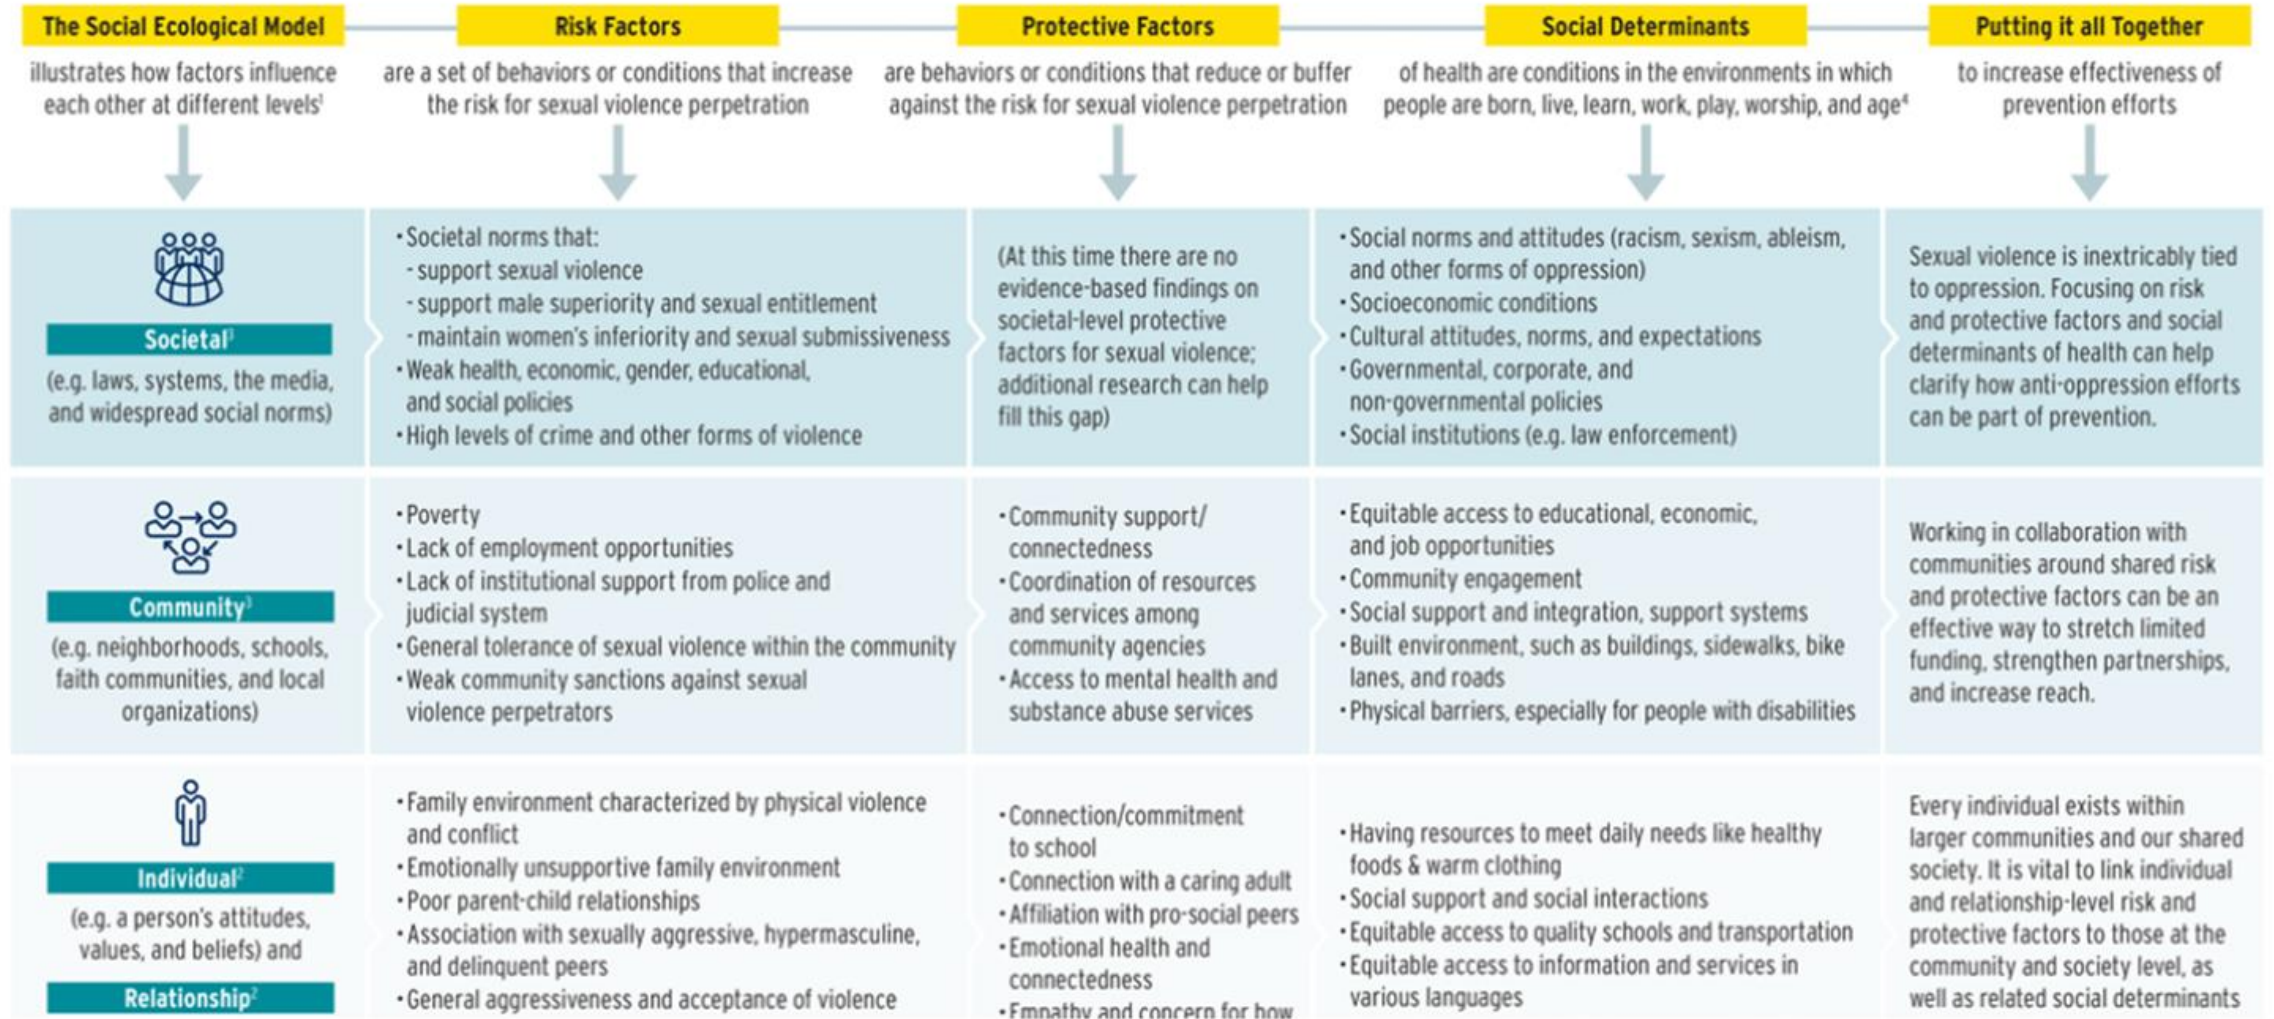 The Social Ecological Model
illustrates how factors influence
each other at different levels¹
Risk Factors
are a set of behaviors or conditions that increase
the risk for sexual violence perpetration
Protective Factors
are behaviors or conditions that reduce or buffer
against the risk for sexual violence perpetration
Social Determinants
of health are conditions in the environments in which
people are born, live, learn, work, play, worship, and age⁴
Putting it all Together
to increase effectiveness of
prevention efforts
Societal³
(e.g. laws, systems, the media,
and widespread social norms)
• Societal norms that:
- support sexual violence
- support male superiority and sexual entitlement
- maintain women's inferiority and sexual submissiveness
• Weak health, economic, gender, educational,
and social policies
• High levels of crime and other forms of violence
(At this time there are no
evidence-based findings on
societal-level protective
factors for sexual violence;
additional research can help
fill this gap)
• Social norms and attitudes (racism, sexism, ableism,
and other forms of oppression)
• Socioeconomic conditions
• Cultural attitudes, norms, and expectations
• Governmental, corporate, and
non-governmental policies
• Social institutions (e.g. law enforcement)
Sexual violence is inextricably tied
to oppression. Focusing on risk
and protective factors and social
determinants of health can help
clarify how anti-oppression efforts
can be part of prevention.
Community³
(e.g. neighborhoods, schools,
faith communities, and local
organizations)
• Poverty
• Lack of employment opportunities
• Lack of institutional support from police and
judicial system
• General tolerance of sexual violence within the community
• Weak community sanctions against sexual
violence perpetrators
• Community support/
connectedness
• Coordination of resources
and services among
community agencies
• Access to mental health and
substance abuse services
• Equitable access to educational, economic,
and job opportunities
• Community engagement
• Social support and integration, support systems
• Built environment, such as buildings, sidewalks, bike
lanes, and roads
• Physical barriers, especially for people with disabilities
Working in collaboration with
communities around shared risk
and protective factors can be an
effective way to stretch limited
funding, strengthen partnerships,
and increase reach.
Individual²
(e.g. a person's attitudes,
values, and beliefs) and
Relationship²
• Family environment characterized by physical violence
and conflict
• Emotionally unsupportive family environment
• Poor parent-child relationships
• Association with sexually aggressive, hypermasculine,
and delinquent peers
• General aggressiveness and acceptance of violence
• Connection/commitment
to school
• Connection with a caring adult
• Affiliation with pro-social peers
• Emotional health and
connectedness
• Empathy and concern for how
• Having resources to meet daily needs like healthy
foods & warm clothing
• Social support and social interactions
• Equitable access to quality schools and transportation
• Equitable access to information and services in
various languages
Every individual exists within
larger communities and our shared
society. It is vital to link individual
and relationship-level risk and
protective factors to those at the
community and society level, as
well as related social determinants